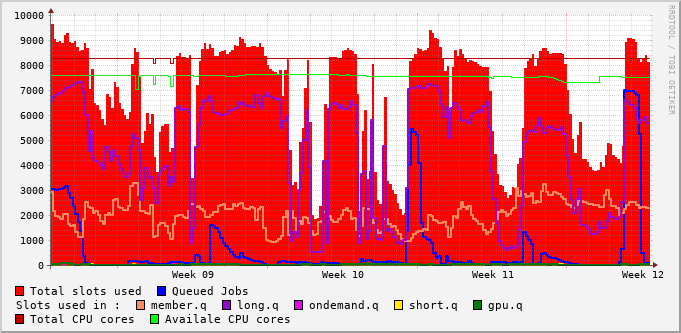 10000
9000
8000
7000
6000
5000
4000
3000
2000
1000
0
Week 09 Week 10 Week 11 Week 12
RRDTOOL / TOBI OETIKER
Total slots used Queued Jobs
Slots used in : member.q long.q ondemand.q short.q gpu.q
Total CPU cores Availale CPU cores